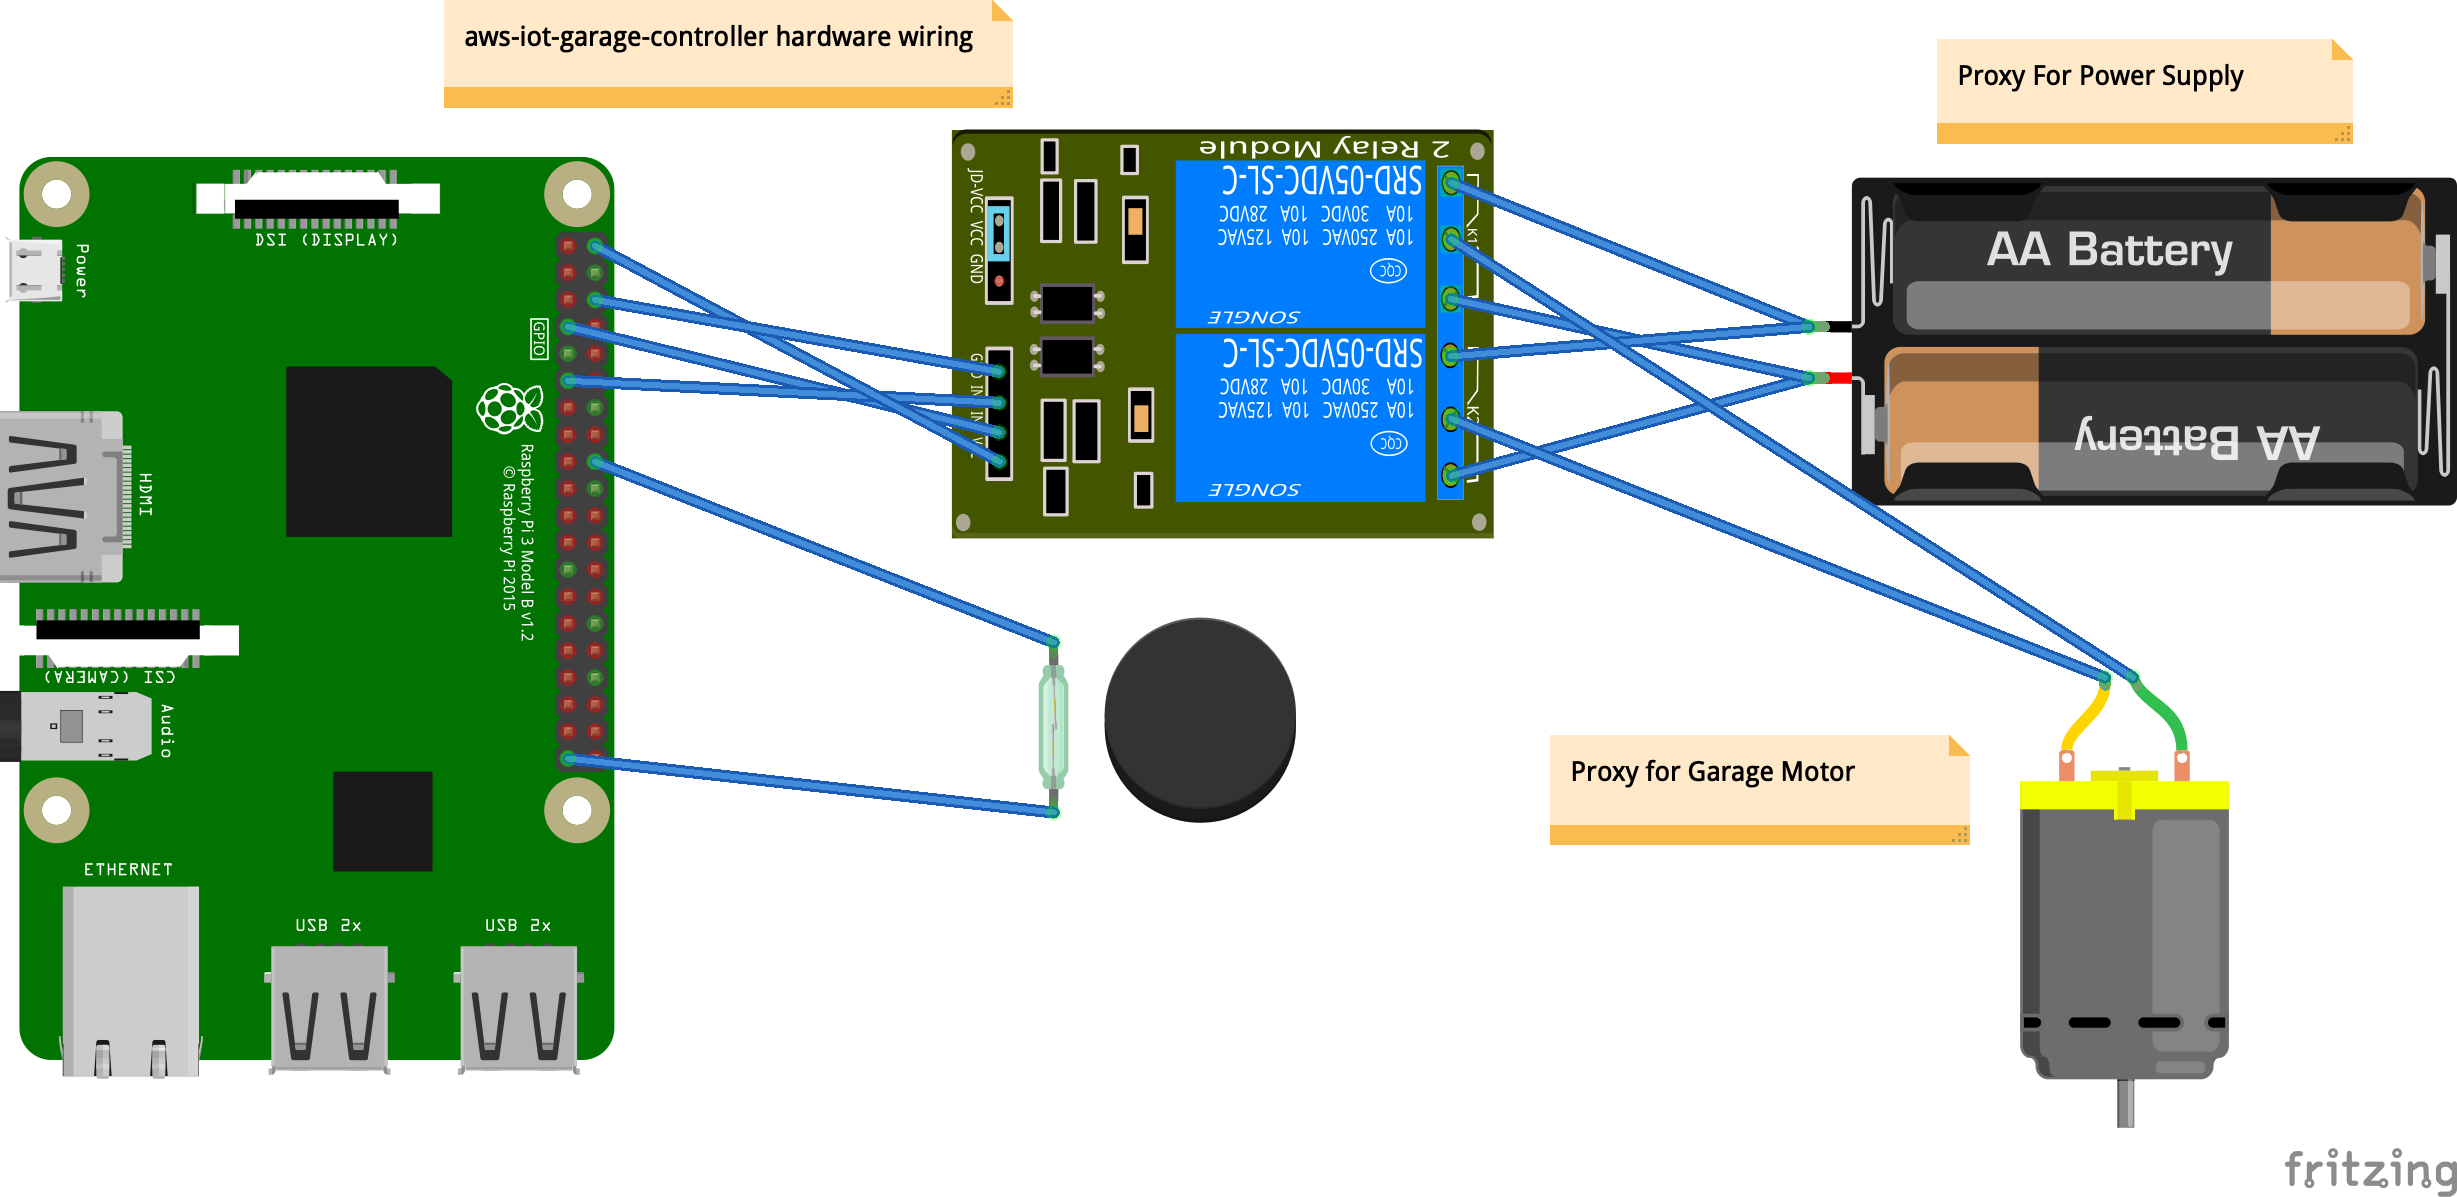 aws-iot-garage-controller hardware wiring
Proxy For Power Supply
DSI (DISPLAY)
Power
GPIO
HDMI
Raspberry Pi 3 Model B v1.2
© Raspberry Pi 2015
CSI (CAMERA)
Audio
ETHERNET
USB 2x
USB 2x
2 Relay Module
JD-VCC VCC GND
SRD-05VDC-SL-C
10A 30VDC 10A 28VDC
10A 250VAC 10A 125VAC
CQC
SONGLE
K1
SRD-05VDC-SL-C
10A 30VDC 10A 28VDC
10A 250VAC 10A 125VAC
CQC
SONGLE
AA Battery
AA Battery
Proxy for Garage Motor
fritzing